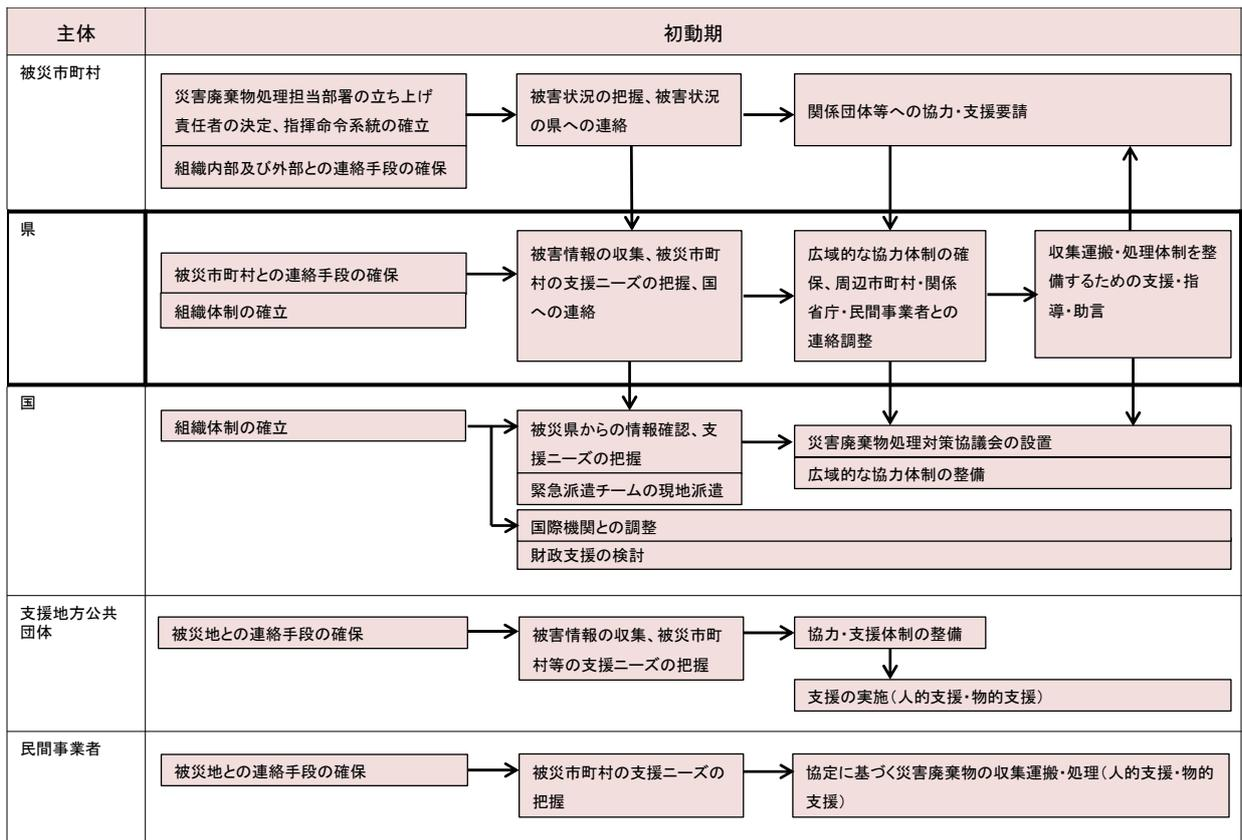 主体
初動期
被災市町村
災害廃棄物処理担当部署の立ち上げ
責任者の決定、指揮命令系統の確立
組織内部及び外部との連絡手段の確保
被害状況の把握、被害状況
の県への連絡
関係団体等への協力・支援要請
県
被災市町村との連絡手段の確保
組織体制の確立
被害情報の収集、被災市町
村の支援ニーズの把握、国
への連絡
広域的な協力体制の確
保、周辺市町村・関係
省庁・民間事業者との
連絡調整
収集運搬・処理体制を整
備するための支援・指
導・助言
国
組織体制の確立
被災県からの情報確認、支
援ニーズの把握
緊急派遣チームの現地派遣
災害廃棄物処理対策協議会の設置
広域的な協力体制の整備
国際機関との調整
財政支援の検討
支援地方公共
団体
被災地との連絡手段の確保
被害情報の収集、被災市町
村等の支援ニーズの把握
協力・支援体制の整備
支援の実施(人的支援・物的支援)
民間事業者
被災地との連絡手段の確保
被災市町村の支援ニーズの
把握
協定に基づく災害廃棄物の収集運搬・処理(人的支援・物的
支援)